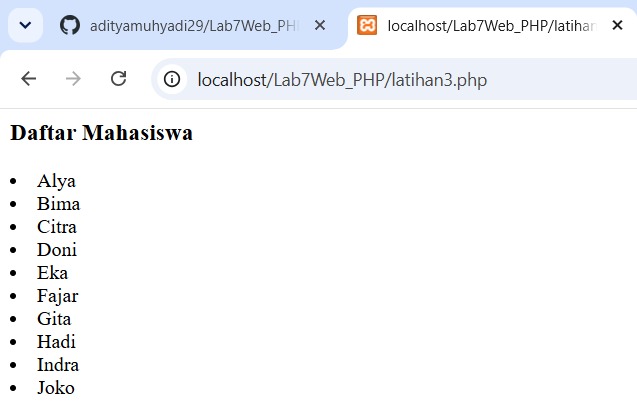 adityamuhyadi29/Lab7Web_PH
localhost/Lab7Web_PHP/latihan
localhost/Lab7Web_PHP/latihan3.php
Daftar Mahasiswa
Alya
Bima
Citra
Doni
Eka
Fajar
Gita
Hadi
Indra
Joko